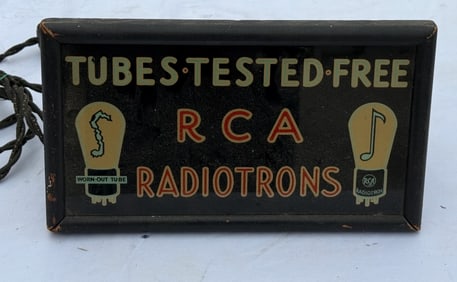 TUBES·TESTED·FREE
RCA
RADIOTRONS
WORN-OUT TUBE
RCA
RADIOTRON